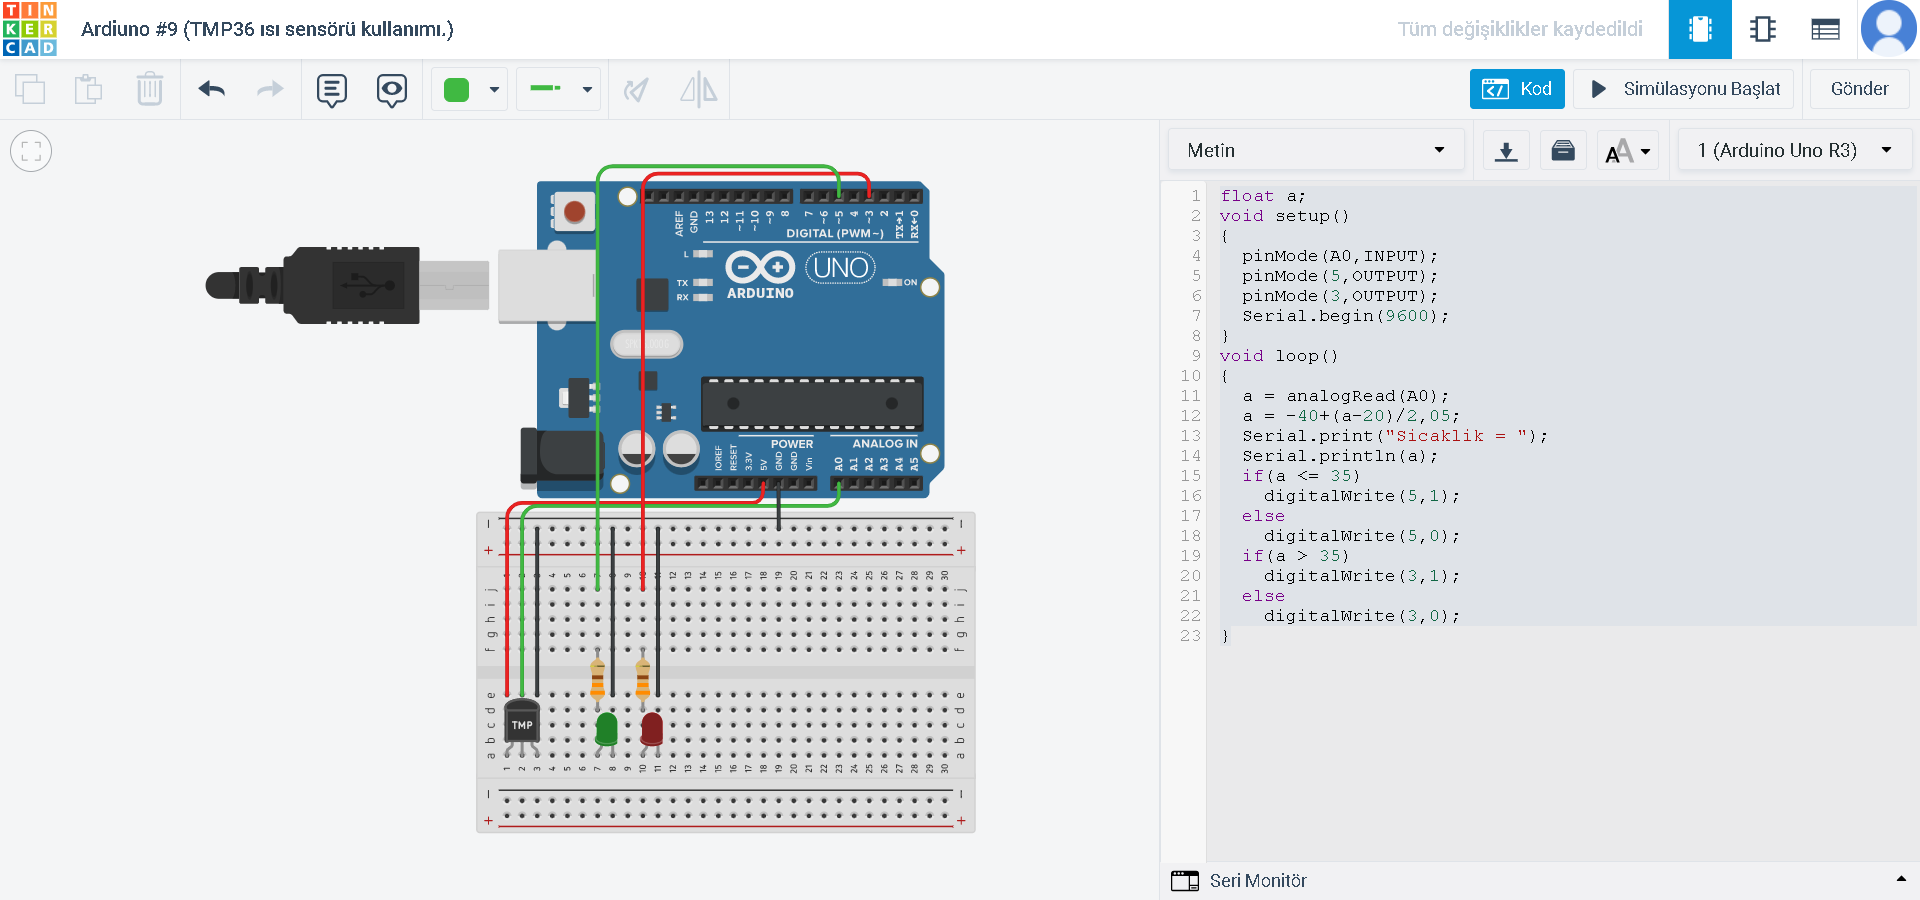 TIN
KER
CAD
Ardiuno #9 (TMP36 ısı sensörü kullanımı.)
Tüm değişiklikler kaydedildi
Kod
Simülasyonu Başlat
Gönder
Metin
1 (Arduino Uno R3)
AREF
GND
13
12
~11
~10
~9
8
7
~6
~5
4
~3
2
TX→1
RX←0
DIGITAL (PWM~)
L
TX
RX
ARDUINO
UNO
ON
POWER
ANALOG IN
IOREF
RESET
3.3V
5V
GND
GND
Vin
A0
A1
A2
A3
A4
A5
TMP
1 float a;
2 void setup()
3 {
4 pinMode(A0,INPUT);
5 pinMode(5,OUTPUT);
6 pinMode(3,OUTPUT);
7 Serial.begin(9600);
8 }
9 void loop()
10 {
11 a = analogRead(A0);
12 a = -40+(a-20)/2,05;
13 Serial.print("Sicaklik = ");
14 Serial.println(a);
15 if(a <= 35)
16 digitalWrite(5,1);
17 else
18 digitalWrite(5,0);
19 if(a > 35)
20 digitalWrite(3,1);
21 else
22 digitalWrite(3,0);
23 }
Seri Monitör